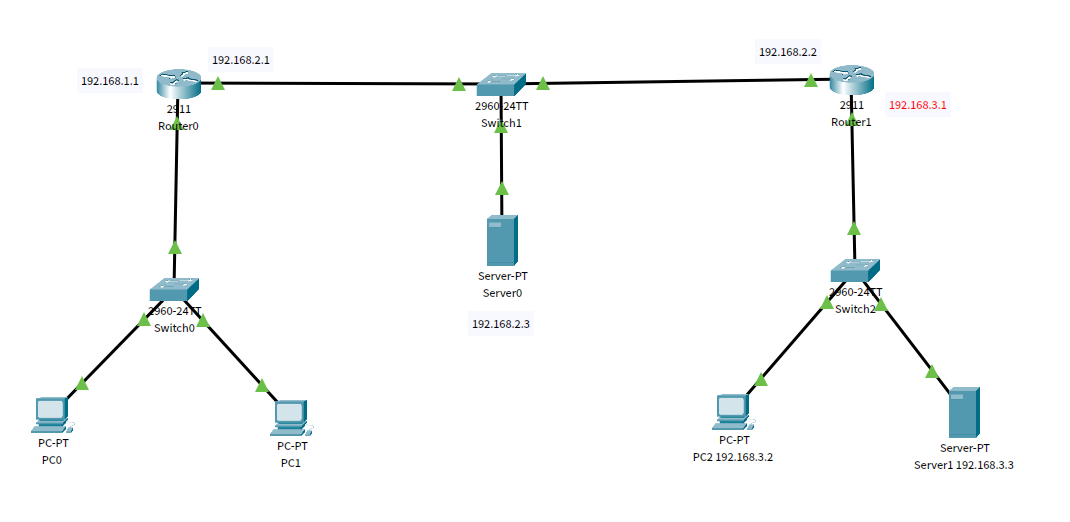 192.168.2.1
192.168.1.1
2911
Router0
2960-24TT
Switch1
192.168.2.2
2911
Router1
192.168.3.1
Server-PT
Server0
192.168.2.3
2960-24TT
Switch0
2960-24TT
Switch2
PC-PT
PC0
PC-PT
PC1
PC-PT
PC2 192.168.3.2
Server-PT
Server1 192.168.3.3